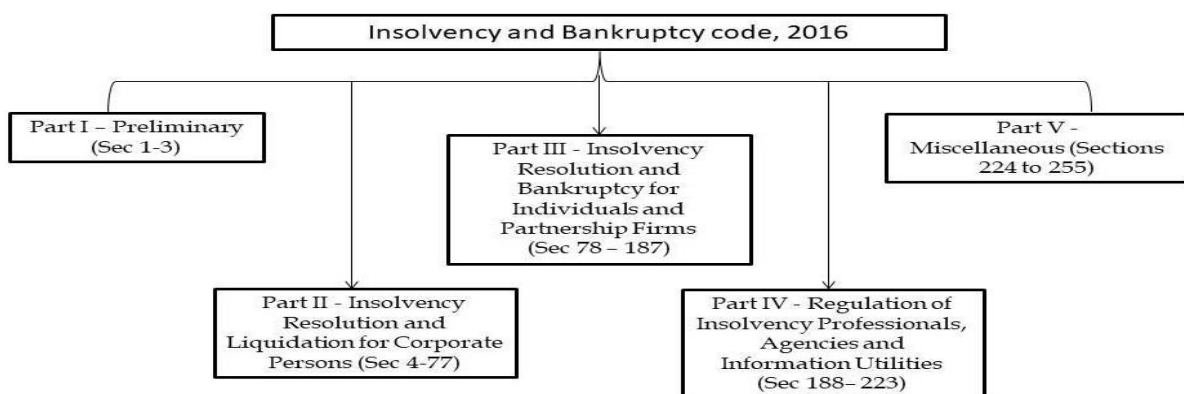 Insolvency and Bankruptcy code, 2016
Part I – Preliminary
(Sec 1-3)
Part II - Insolvency
Resolution and
Liquidation for Corporate
Persons (Sec 4-77)
Part III - Insolvency
Resolution and
Bankruptcy for
Individuals and
Partnership Firms
(Sec 78 – 187)
Part IV - Regulation of
Insolvency Professionals,
Agencies and
Information Utilities
(Sec 188– 223)
Part V -
Miscellaneous (Sections
224 to 255)